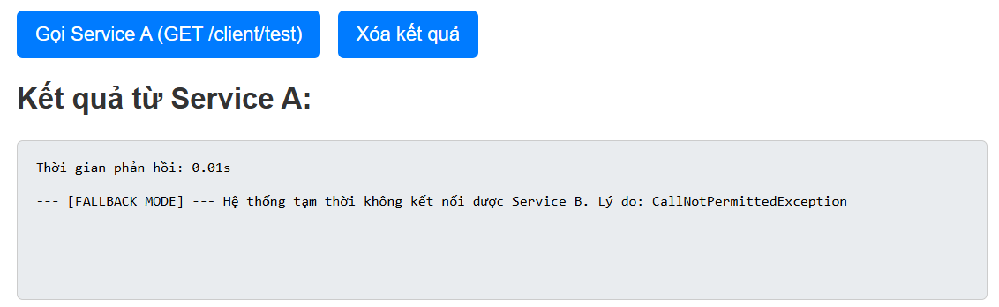 Gọi Service A (GET /client/test)
Xóa kết quả
Kết quả từ Service A:
Thời gian phản hồi: 0.01s
--- [FALLBACK MODE] --- Hệ thống tạm thời không kết nối được Service B. Lý do: CallNotPermittedException